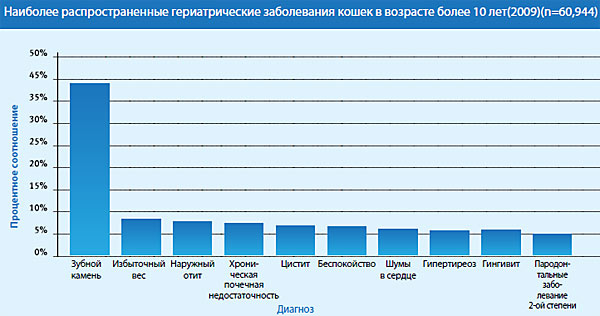 Наиболее распространенные гериатрические заболевания кошек в возрасте более 10 лет(2009)(n=60,944)
50%
45%
35%
30%
25%
20%
15%
10%
5%
0%
Процентное соотношение
Зубной
камень
Избыточный
вес
Наружный
отит
Хрони-
ческая
почечная
недостаточность
Цистит
Беспокойство
Шумы
в сердце
Гипертиреоз
Гингивит
Пародон-
тальные
забо-
левание
2-ой степени
Диагноз